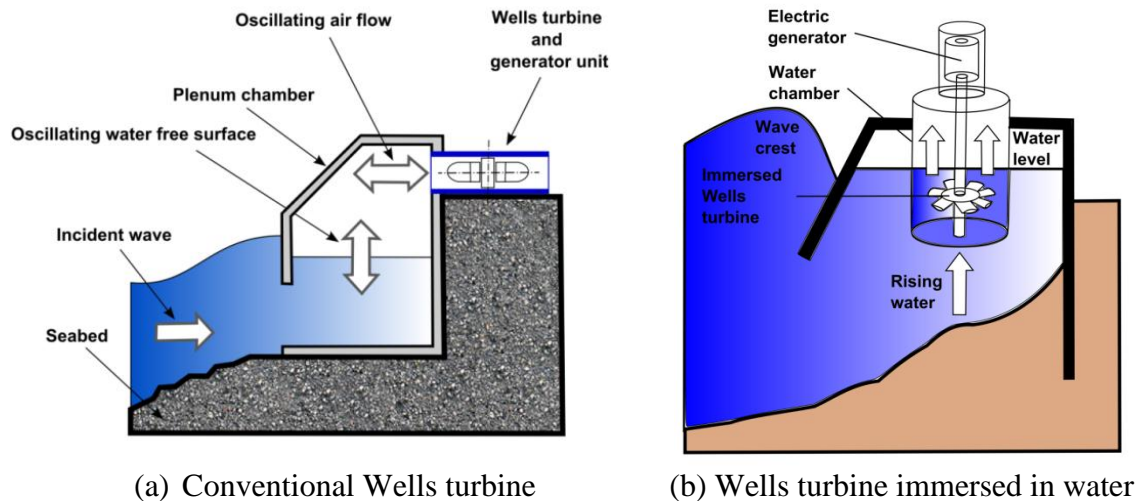 Oscillating air flow
Wells turbine
and
generator unit
Plenum chamber
Oscillating water free surface
Incident wave
Seabed
Electric
generator
Water
chamber
Wave
crest
Water
level
Immersed
Wells
turbine
Rising
water
(a) Conventional Wells turbine
(b) Wells turbine immersed in water